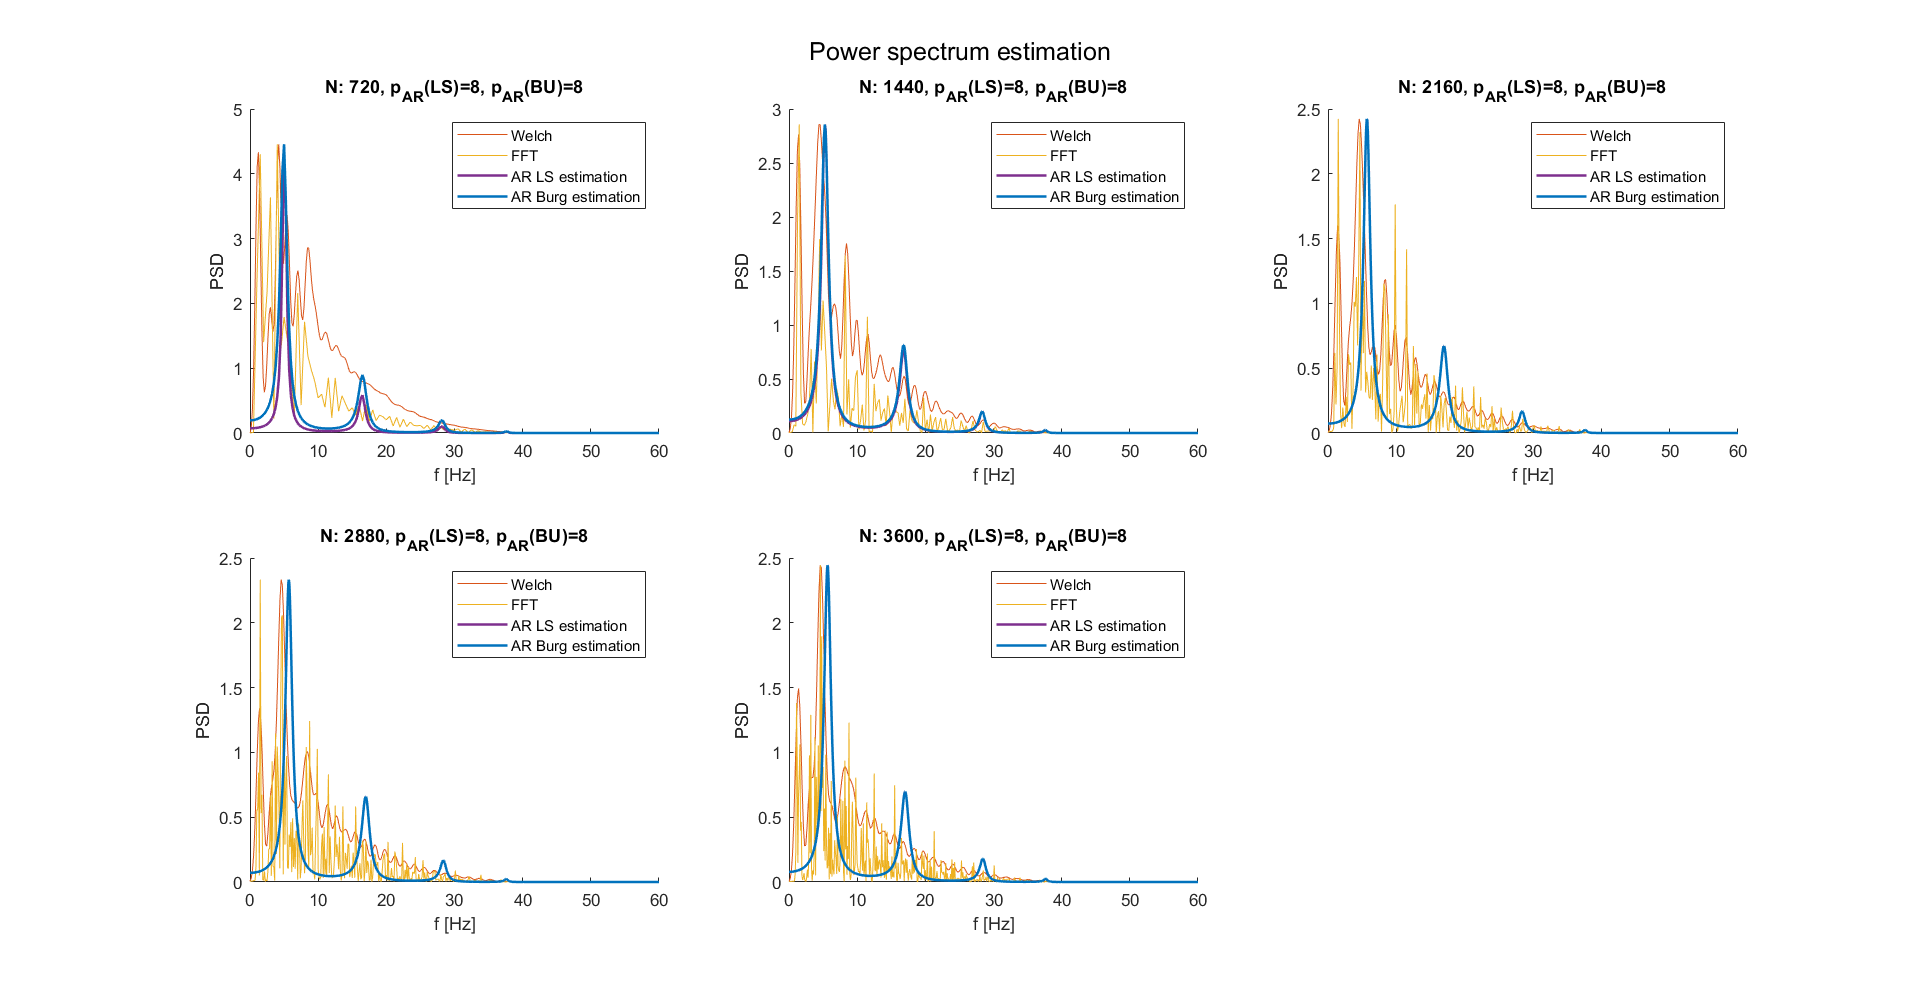 Power spectrum estimation
N: 720, pAR(LS)=8, pAR(BU)=8
5
4
3
2
1
0
PSD
Welch
FFT
AR LS estimation
AR Burg estimation
0 10 20 30 40 50 60
f [Hz]
N: 1440, pAR(LS)=8, pAR(BU)=8
3
2.5
2
1.5
1
0.5
0
PSD
Welch
FFT
AR LS estimation
AR Burg estimation
0 10 20 30 40 50 60
f [Hz]
N: 2160, pAR(LS)=8, pAR(BU)=8
2.5
2
1.5
1
0.5
0
PSD
Welch
FFT
AR LS estimation
AR Burg estimation
0 10 20 30 40 50 60
f [Hz]
N: 2880, pAR(LS)=8, pAR(BU)=8
2.5
2
1.5
1
0.5
0
PSD
Welch
FFT
AR LS estimation
AR Burg estimation
0 10 20 30 40 50 60
f [Hz]
N: 3600, pAR(LS)=8, pAR(BU)=8
2.5
2
1.5
1
0.5
0
PSD
Welch
FFT
AR LS estimation
AR Burg estimation
0 10 20 30 40 50 60
f [Hz]